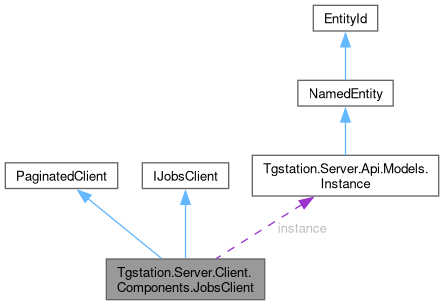 EntityId
NamedEntity
PaginatedClient
IJobsClient
Tgstation.Server.Api.Models.
Instance
instance
Tgstation.Server.Client.
Components.JobsClient